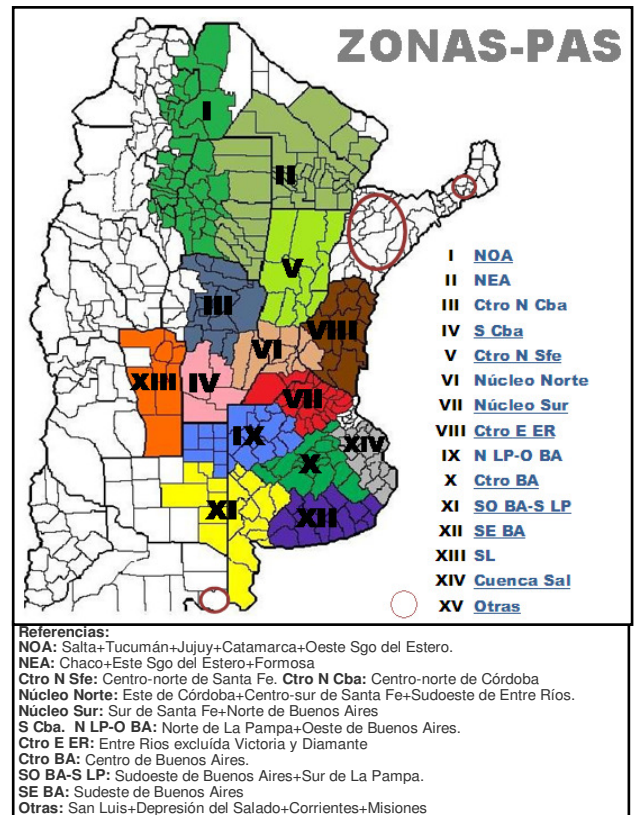 ZONAS-PAS
I
II
V
III
VIII
VI
XIII
IV
VII
IX
XIV
X
XI
XII
I NOA
II NEA
III Ctro N Cba
IV S Cba
V Ctro N Sfe
VI Núcleo Norte
VII Núcleo Sur
VIII Ctro E ER
IX N LP-O BA
X Ctro BA
XI SO BA-S LP
XII SE BA
XIII SL
XIV Cuenca Sal
XV Otras
Referencias:
NOA: Salta+Tucumán+Jujuy+Catamarca+Oeste Sgo del Estero.
NEA: Chaco+Este Sgo del Estero+Formosa
Ctro N Sfe: Centro-norte de Santa Fe. Ctro N Cba: Centro-norte de Córdoba
Núcleo Norte: Este de Córdoba+Centro-sur de Santa Fe+Sudoeste de Entre Ríos.
Núcleo Sur: Sur de Santa Fe+Norte de Buenos Aires
S Cba. N LP-O BA: Norte de La Pampa+Oeste de Buenos Aires.
Ctro E ER: Entre Rios excluída Victoria y Diamante
Ctro BA: Centro de Buenos Aires.
SO BA-S LP: Sudoeste de Buenos Aires+Sur de La Pampa.
SE BA: Sudeste de Buenos Aires
Otras: San Luis+Depresión del Salado+Corrientes+Misiones